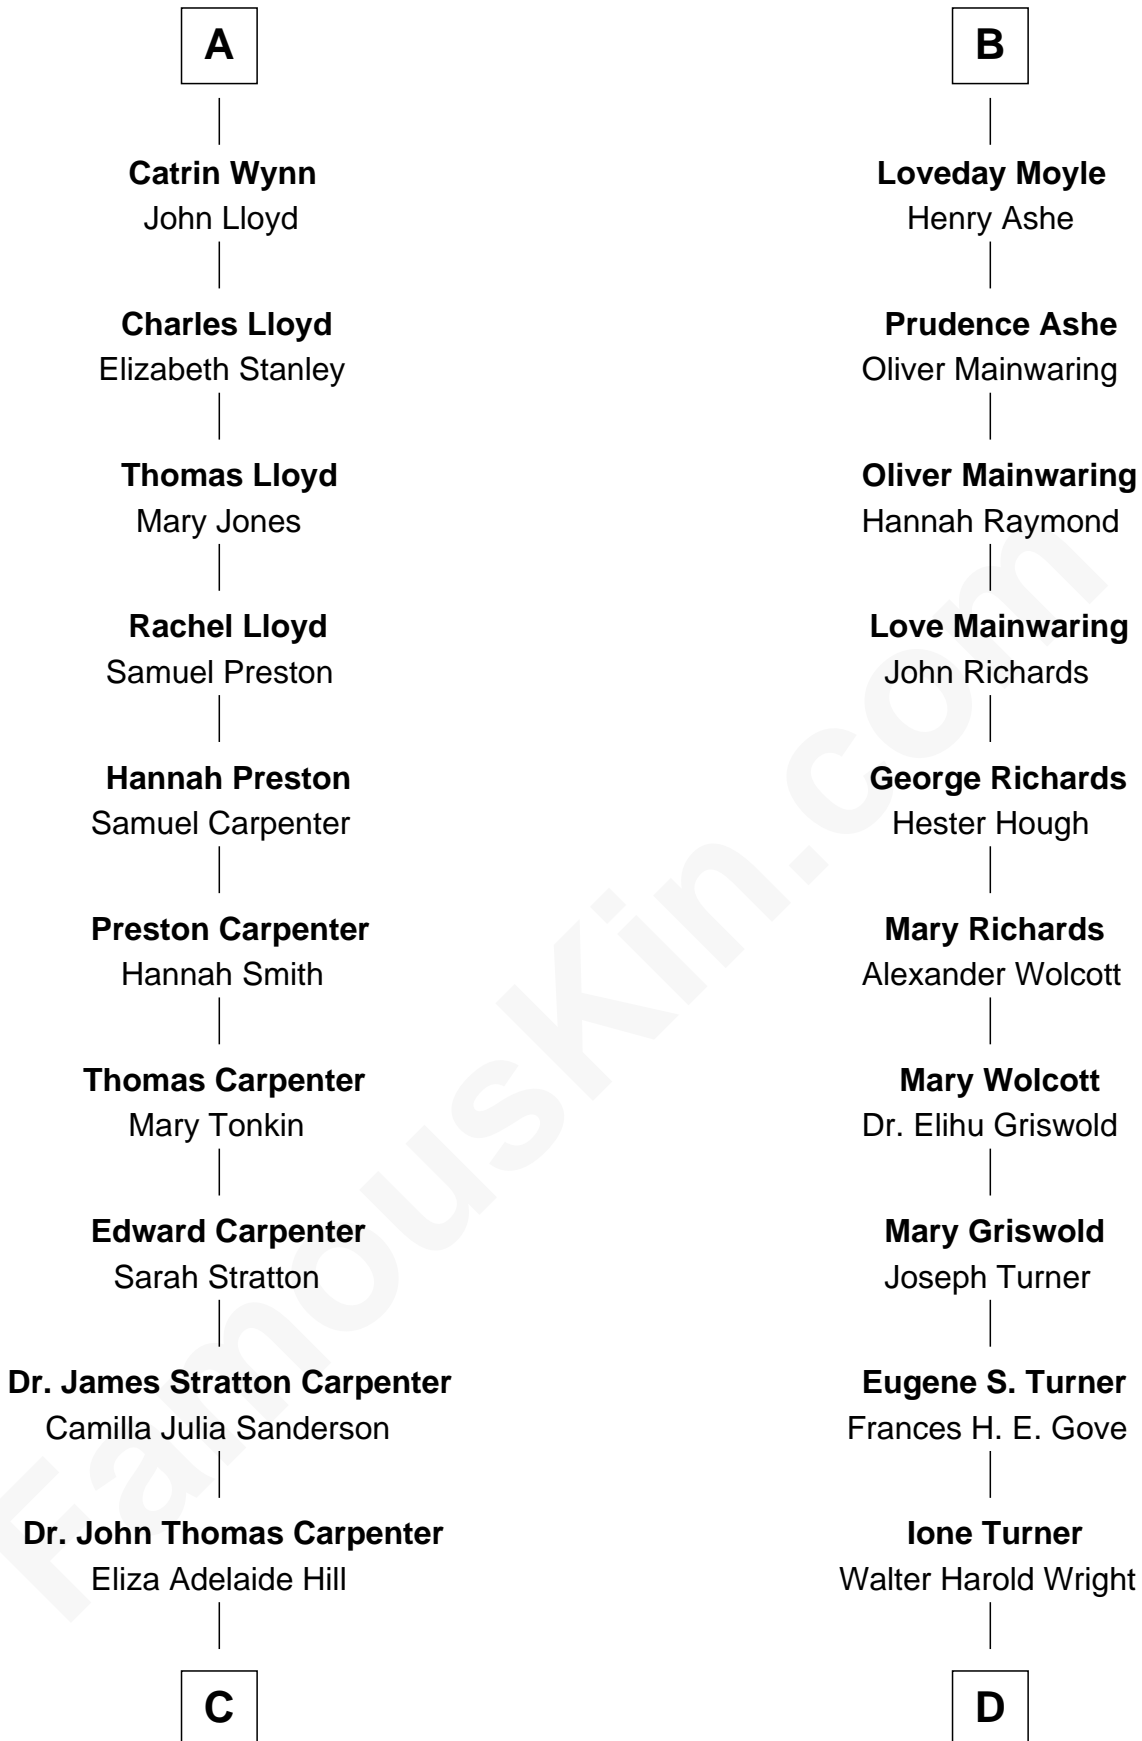 A
Catrin Wynn
John Lloyd
Charles Lloyd
Elizabeth Stanley
Thomas Lloyd
Mary Jones
Rachel Lloyd
Samuel Preston
Hannah Preston
Samuel Carpenter
Preston Carpenter
Hannah Smith
Thomas Carpenter
Mary Tonkin
Edward Carpenter
Sarah Stratton
Dr. James Stratton Carpenter
Camilla Julia Sanderson
Dr. John Thomas Carpenter
Eliza Adelaide Hill
C
B
Loveday Moyle
Henry Ashe
Prudence Ashe
Oliver Mainwaring
Oliver Mainwaring
Hannah Raymond
Love Mainwaring
John Richards
George Richards
Hester Hough
Mary Richards
Alexander Wolcott
Mary Wolcott
Dr. Elihu Griswold
Mary Griswold
Joseph Turner
Eugene S. Turner
Frances H. E. Gove
Ione Turner
Walter Harold Wright
D
FamousKin.com